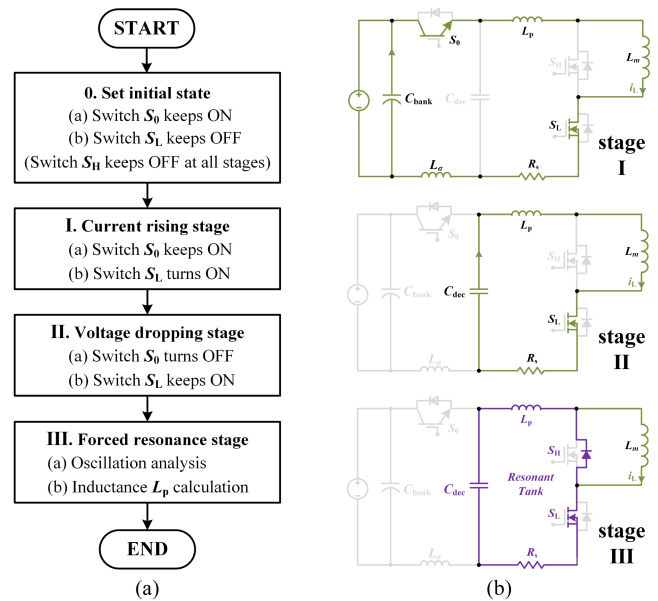 START
0. Set initial state
(a) Switch S0 keeps ON
(b) Switch SL keeps OFF
(Switch SH keeps OFF at all stages)
I. Current rising stage
(a) Switch S0 keeps ON
(b) Switch SL turns ON
II. Voltage dropping stage
(a) Switch S0 turns OFF
(b) Switch SL keeps ON
III. Forced resonance stage
(a) Oscillation analysis
(b) Inductance Lp calculation
END
(a)
S0
Lp
Lm
SH
iL
Cbank
Cdec
SL
Lσ
Rs
stage
I
S0
Lp
Lm
SH
iL
Cbank
Cdec
SL
Lσ
Rs
stage
II
S0
Lp
Lm
SH
iL
Cbank
Cdec
Resonant
Tank
SL
Lσ
Rs
stage
III
(b)